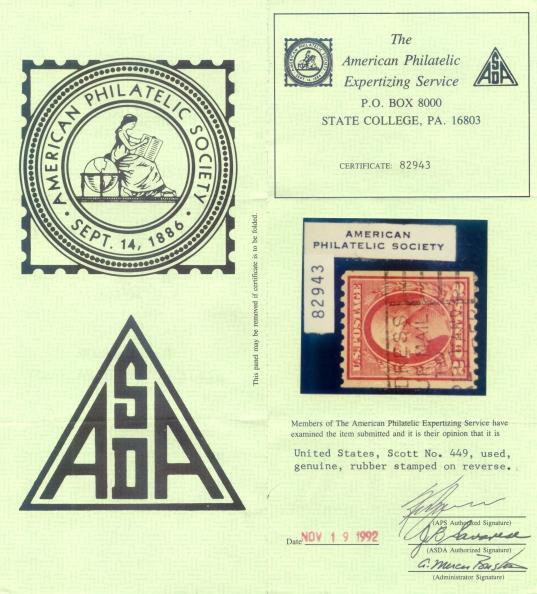 AMERICAN PHILATELIC SOCIETY
• SEPT. 14, 1886 •
ASDA
This panel may be removed if certificate is to be folded.
The
American Philatelic
Expertizing Service
P.O. BOX 8000
STATE COLLEGE, PA. 16803
ASDA
CERTIFICATE: 82943
AMERICAN
PHILATELIC SOCIETY
82943
U.S. POSTAGE
2 CENTS 2
Members of The American Philatelic Expertizing Service have
examined the item submitted and it is their opinion that it is
United States, Scott No. 449, used,
genuine, rubber stamped on reverse.
(APS Authorized Signature)
Date NOV 19 1992
(ASDA Authorized Signature)
(Administrator Signature)